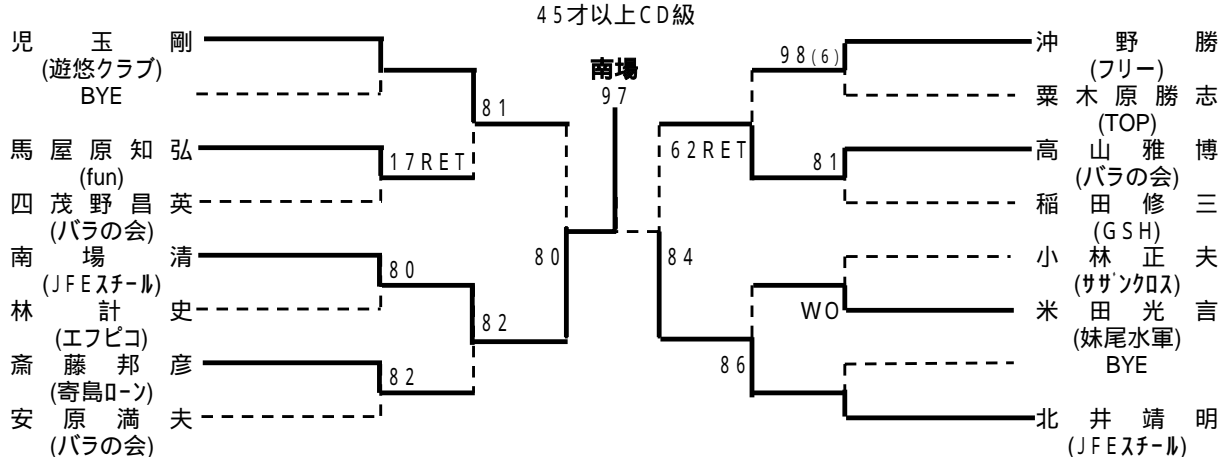 45才以上CD級
児玉剛
(遊悠クラブ)
BYE
馬屋原知弘
(fun)
四茂野昌英
(バラの会)
南場清
(JFEスチール)
林計史
(エフピコ)
斎藤邦彦
(寄島ローン)
安原満夫
(バラの会)
81
17RET
80
82
82
80
南場
97
98(6)
62RET
81
84
WO
86
沖野勝
(フリー)
粟木原勝志
(TOP)
高山雅博
(バラの会)
稲田修三
(GSH)
小林正夫
(サザンクロス)
米田光言
(妹尾水軍)
BYE
北井靖明
(JFEスチール)